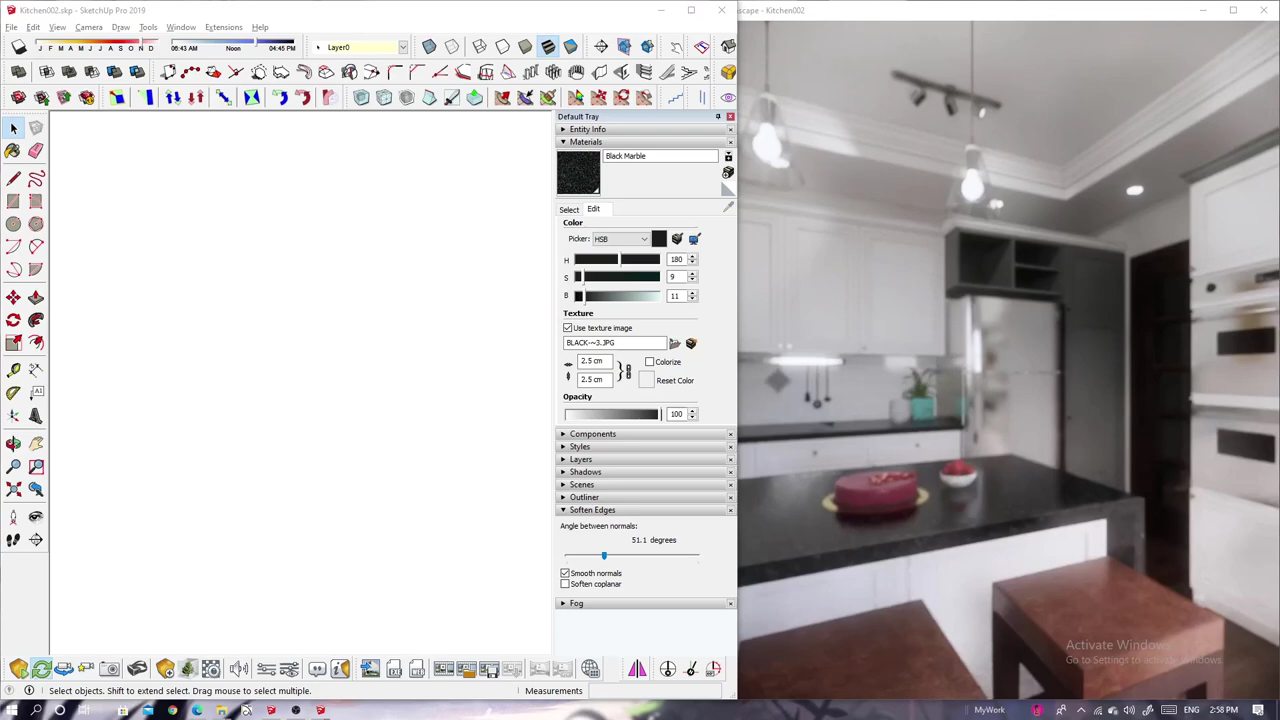 Kitchen002.skp - SketchUp Pro 2019
scape - Kitchen002
File Edit View Camera Draw Tools Window Extensions Help
J F M A M J J A S O N D 06:43 AM Noon 04:45 PM Layer0
Default Tray
Entity Info
Materials
Black Marble
Select Edit
Color
Picker: HSB
H 180
S 9
B 11
Texture
Use texture image
BLACK-~3.JPG
2.5 cm Colorize
2.5 cm Reset Color
Opacity
100
Components
Styles
Layers
Shadows
Scenes
Outliner
Soften Edges
Angle between normals:
51.1 degrees
Smooth normals
Soften coplanar
Fog
Activate Windows
Go to Settings to activate Windows.
Select objects. Shift to extend select. Drag mouse to select multiple. Measurements
MyWork ENG 2:58 PM